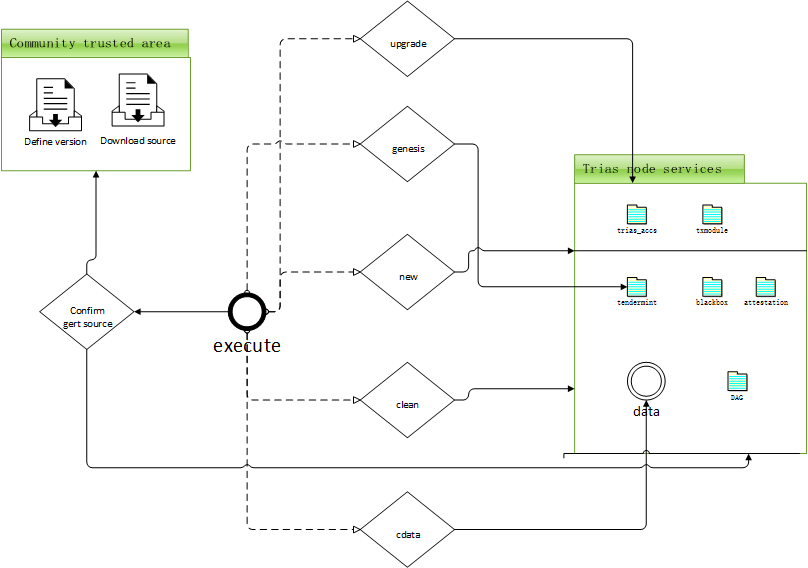 Community trusted area
Define version
Download source
upgrade
genesis
new
clean
cdata
Confirm
gert source
execute
Trias node services
trias_accs
txmodule
tendermint
blackbox
attestation
data
DAG